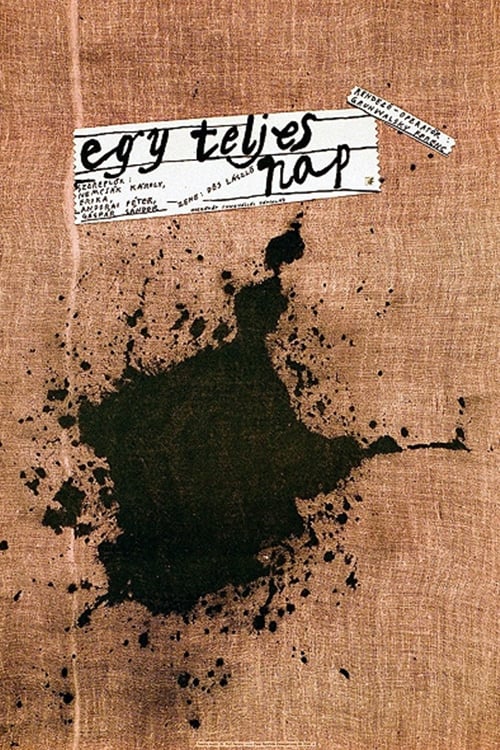 RENDEZŐ-OPERATŐR
GRUNWALSKY FERENC
egy teljes
nap
SZEREPLŐK:
NEMCSÁK KÁROLY,
ERIKA,
ANDORAI PÉTER,
GÁSPÁR SÁNDOR
ZENE: DÉS LÁSZLÓ